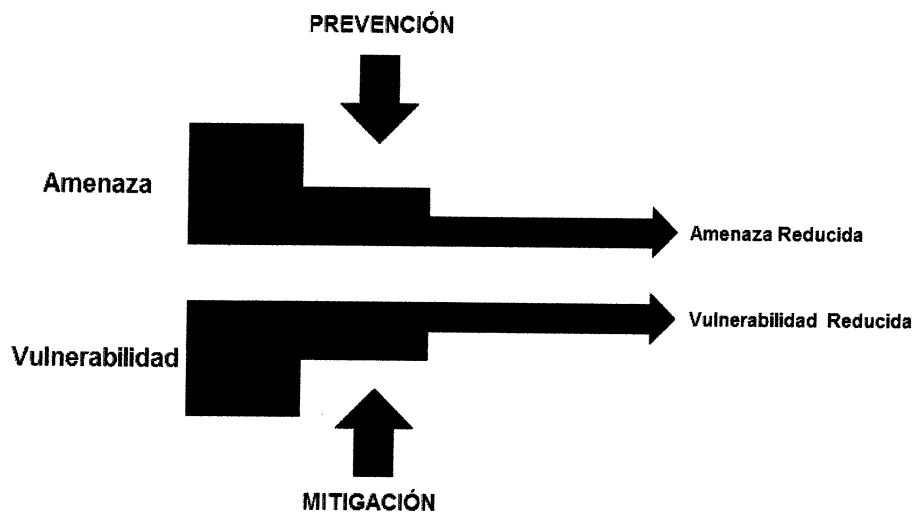 PREVENCIÓN
Amenaza
Amenaza Reducida
Vulnerabilidad Reducida
Vulnerabilidad
MITIGACIÓN